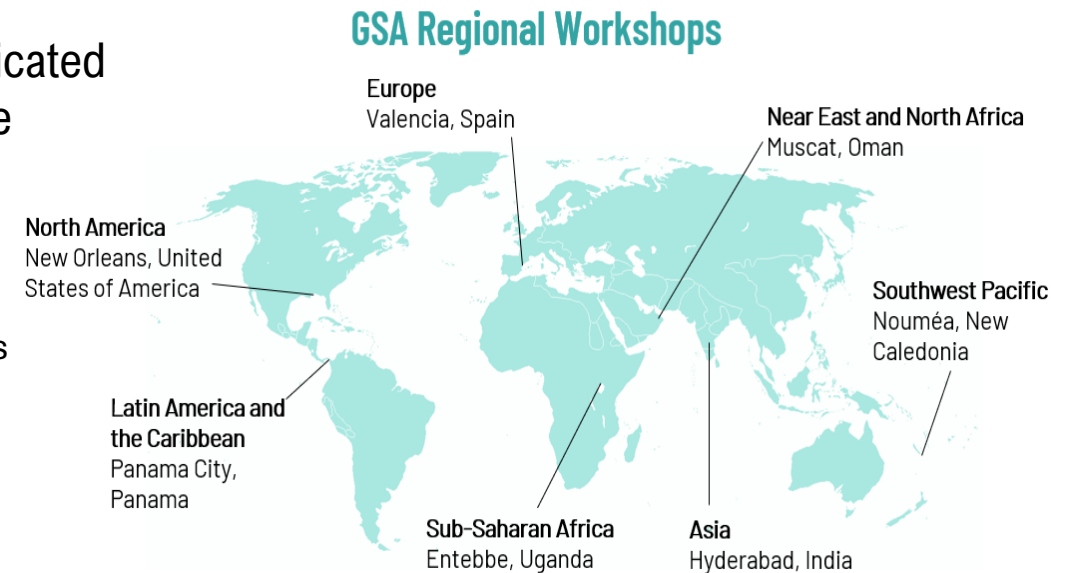 GSA Regional Workshops
icated
e
s
Europe
Valencia, Spain
Near East and North Africa
Muscat, Oman
North America
New Orleans, United
States of America
Southwest Pacific
Nouméa, New
Caledonia
Latin America and
the Caribbean
Panama City,
Panama
Sub-Saharan Africa
Entebbe, Uganda
Asia
Hyderabad, India